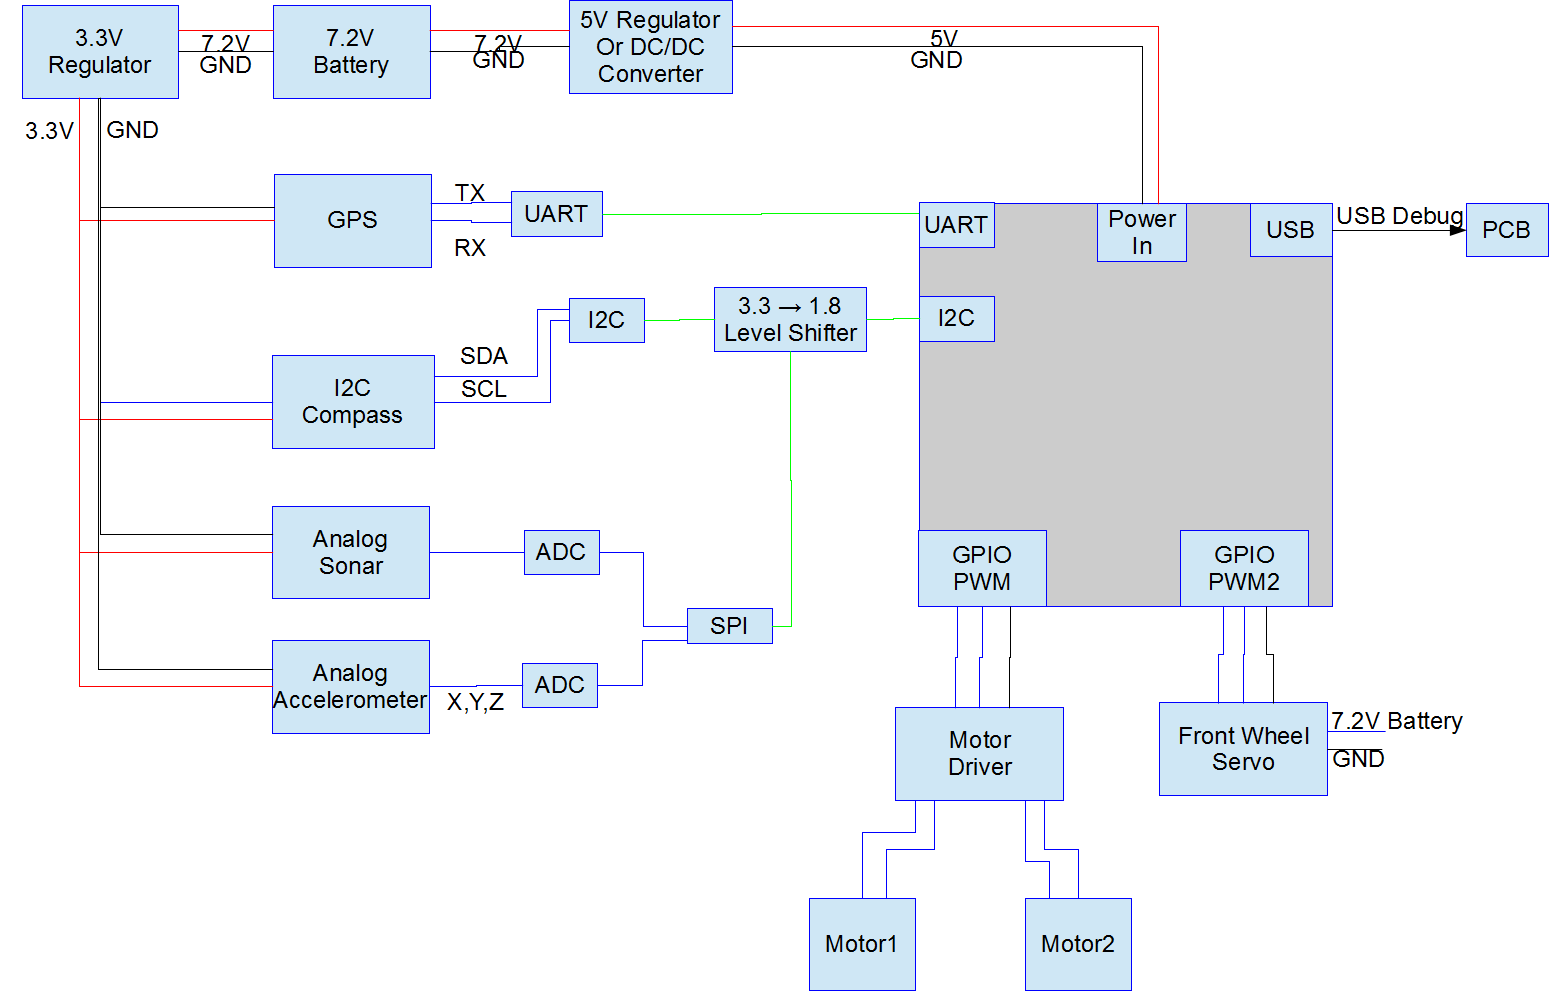 3.3V
Regulator
7.2V
GND
7.2V
Battery
7.2V
GND
5V Regulator
Or DC/DC
Converter
5V
GND
3.3V
GND
GPS
TX
RX
UART
UART
Power
In
USB
USB Debug
PCB
I2C
Compass
SDA
SCL
I2C
3.3 → 1.8
Level Shifter
I2C
Analog
Sonar
ADC
SPI
Analog
Accelerometer
X,Y,Z
ADC
GPIO
PWM
GPIO
PWM2
Motor
Driver
Front Wheel
Servo
7.2V Battery
GND
Motor1
Motor2